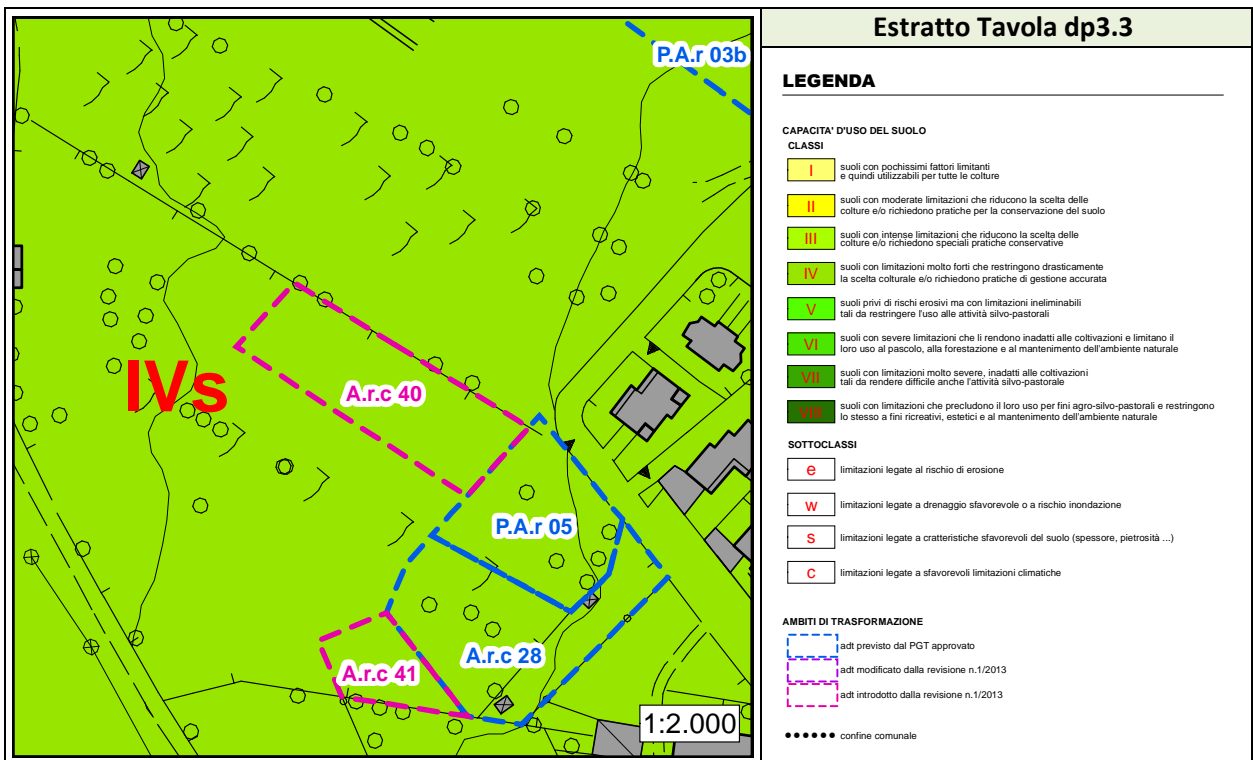 P.A.r 03b
IVs
A.r.c 40
P.A.r 05
A.r.c 28
A.r.c 41
1:2.000
Estratto Tavola dp3.3
LEGENDA
CAPACITA' D'USO DEL SUOLO
CLASSI
I suoli con pochissimi fattori limitanti
e quindi utilizzabili per tutte le colture
II suoli con moderate limitazioni che riducono la scelta delle
colture e/o richiedono pratiche per la conservazione del suolo
III suoli con intense limitazioni che riducono la scelta delle
colture e/o richiedono speciali pratiche conservative
IV suoli con limitazioni molto forti che restringono drasticamente
la scelta colturale e/o richiedono pratiche di gestione accurata
V suoli privi di rischi erosivi ma con limitazioni ineliminabili
tali da restringere l'uso alle attività silvo-pastorali
VI suoli con severe limitazioni che li rendono inadatti alle coltivazioni e limitano il
loro uso al pascolo, alla forestazione e al mantenimento dell'ambiente naturale
VII suoli con limitazioni molto severe, inadatti alle coltivazioni
tali da rendere difficile anche l'attività silvo-pastorale
VIII suoli con limitazioni che precludono il loro uso per fini agro-silvo-pastorali e restringono
lo stesso a fini ricreativi, estetici e al mantenimento dell'ambiente naturale
SOTTOCLASSI
e limitazioni legate al rischio di erosione
w limitazioni legate a drenaggio sfavorevole o a rischio inondazione
s limitazioni legate a cratteristiche sfavorevoli del suolo (spessore, pietrosità ...)
c limitazioni legate a sfavorevoli limitazioni climatiche
AMBITI DI TRASFORMAZIONE
adt previsto dal PGT approvato
adt modificato dalla revisione n.1/2013
adt introdotto dalla revisione n.1/2013
confine comunale